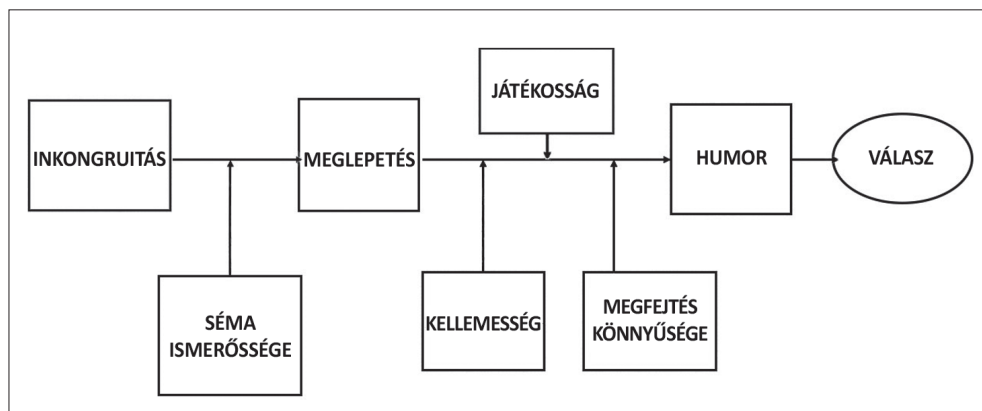 JÁTÉKOSSÁG
INKONGRUITÁS
MEGLEPETÉS
HUMOR
VÁLASZ
SÉMA
ISMERŐSSÉGE
KELLEMESSÉG
MEGFEJTÉS
KÖNNYŰSÉGE